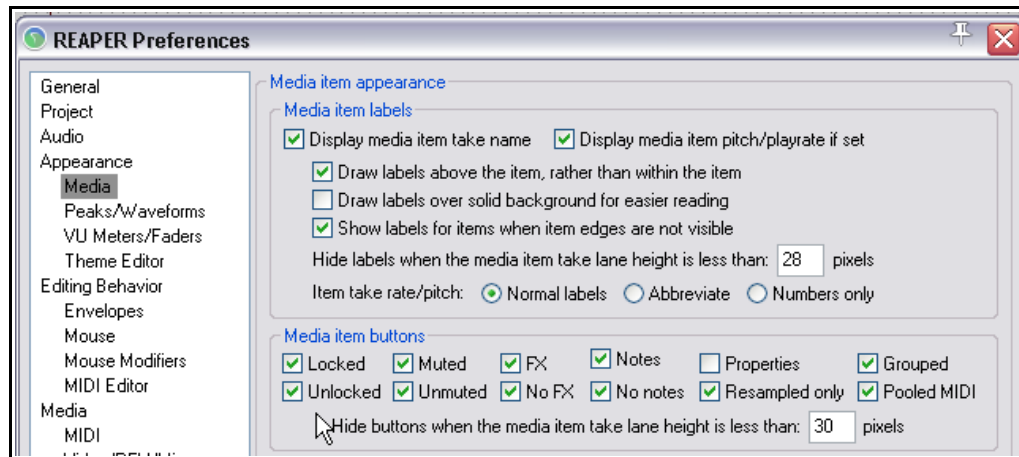 REAPER Preferences
General
Project
Audio
Appearance
Media
Peaks/Waveforms
VU Meters/Faders
Theme Editor
Editing Behavior
Envelopes
Mouse
Mouse Modifiers
MIDI Editor
Media
MIDI
Media item appearance
Media item labels
Display media item take name Display media item pitch/playrate if set
Draw labels above the item, rather than within the item
Draw labels over solid background for easier reading
Show labels for items when item edges are not visible
Hide labels when the media item take lane height is less than: 28 pixels
Item take rate/pitch: Normal labels Abbreviate Numbers only
Media item buttons
Locked Muted FX Notes Properties Grouped
Unlocked Unmuted No FX No notes Resampled only Pooled MIDI
Hide buttons when the media item take lane height is less than: 30 pixels